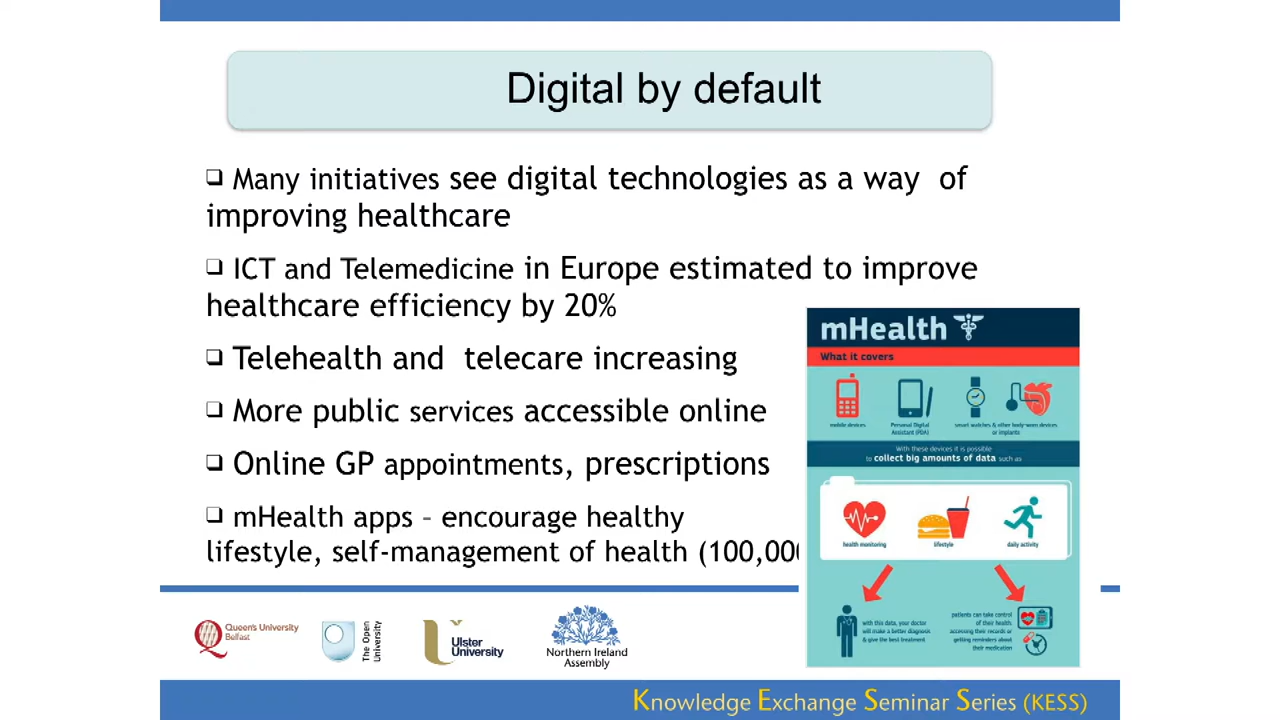 Digital by default
❑ Many initiatives see digital technologies as a way of
improving healthcare
❑ ICT and Telemedicine in Europe estimated to improve
healthcare efficiency by 20%
❑ Telehealth and telecare increasing
❑ More public services accessible online
❑ Online GP appointments, prescriptions
❑ mHealth apps – encourage healthy
lifestyle, self-management of health (100,000
mHealth
What it covers
mobile devices
Personal Digital
Assistant (PDA)
smart watches & other body-worn devices
or implants
With these devices it is possible
to collect big amounts of data such as
health monitoring
lifestyle
daily activity
with this data, your doctor
will make a better diagnosis
& give the best treatment
patients can take control
of their health,
accessing their records or
getting reminders about
their medication
Queen's University
Belfast
The Open
University
Ulster
University
Northern Ireland
Assembly
Knowledge Exchange Seminar Series (KESS)